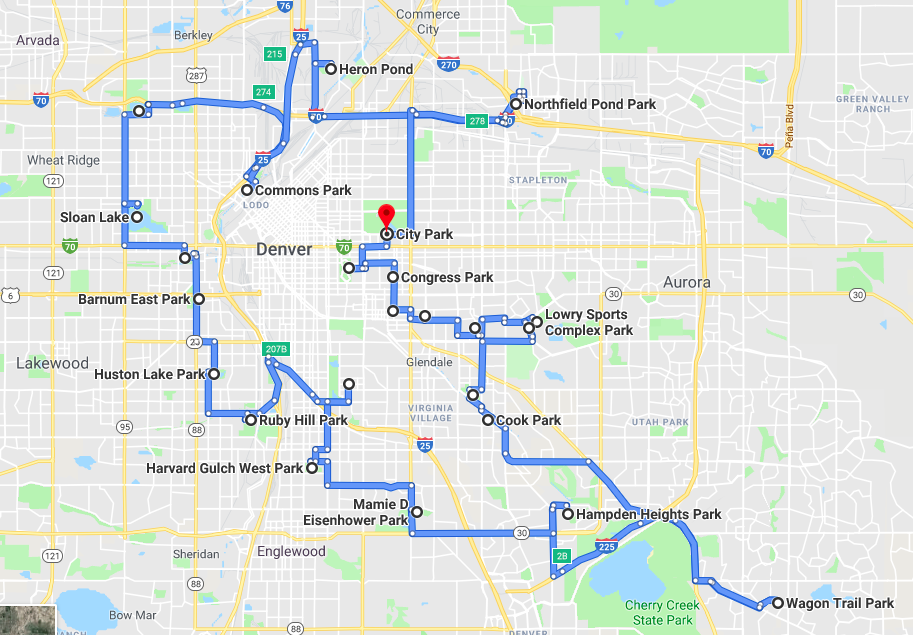 76
Commerce
City
Arvada
Berkley
25
215
Heron Pond
270
287
274
70
Northfield Pond Park
GREEN VALLEY
RANCH
70
278
Peña Blvd
25
70
Wheat Ridge
121
STAPLETON
Commons Park
LODO
Sloan Lake
City Park
70
Denver
70
121
Congress Park
Aurora
6
Barnum East Park
30
30
Lowry Sports
Complex Park
207B
Lakewood
Glendale
Huston Lake Park
VIRGINIA
VILLAGE
Ruby Hill Park
Cook Park
UTAH PARK
95
88
25
Harvard Gulch West Park
Mamie D
Eisenhower Park
Hampden Heights Park
30
225
2B
121
Sheridan
Englewood
88
Wagon Trail Park
Cherry Creek
State Park
Bow Mar
88
DENVER